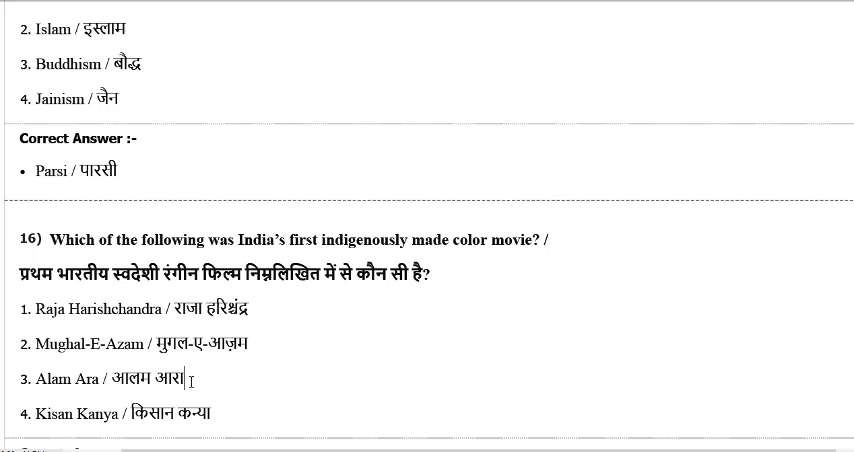 2. Islam / इस्लाम
3. Buddhism / बौद्ध
4. Jainism / जैन
Correct Answer :-
• Parsi / पारसी
16) Which of the following was India’s first indigenously made color movie? /
प्रथम भारतीय स्वदेशी रंगीन फिल्म निम्नलिखित में से कौन सी है?
1. Raja Harishchandra / राजा हरिश्चंद्र
2. Mughal-E-Azam / मुगल-ए-आज़म
3. Alam Ara / आलम आरा
4. Kisan Kanya / किसान कन्या